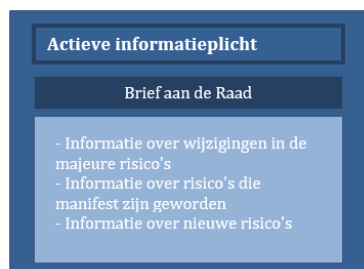 Actieve informatieplicht
Brief aan de Raad
- Informatie over wijzigingen in de
majeure risico's
- Informatie over risico's die
manifest zijn geworden
- Informatie over nieuwe risico's